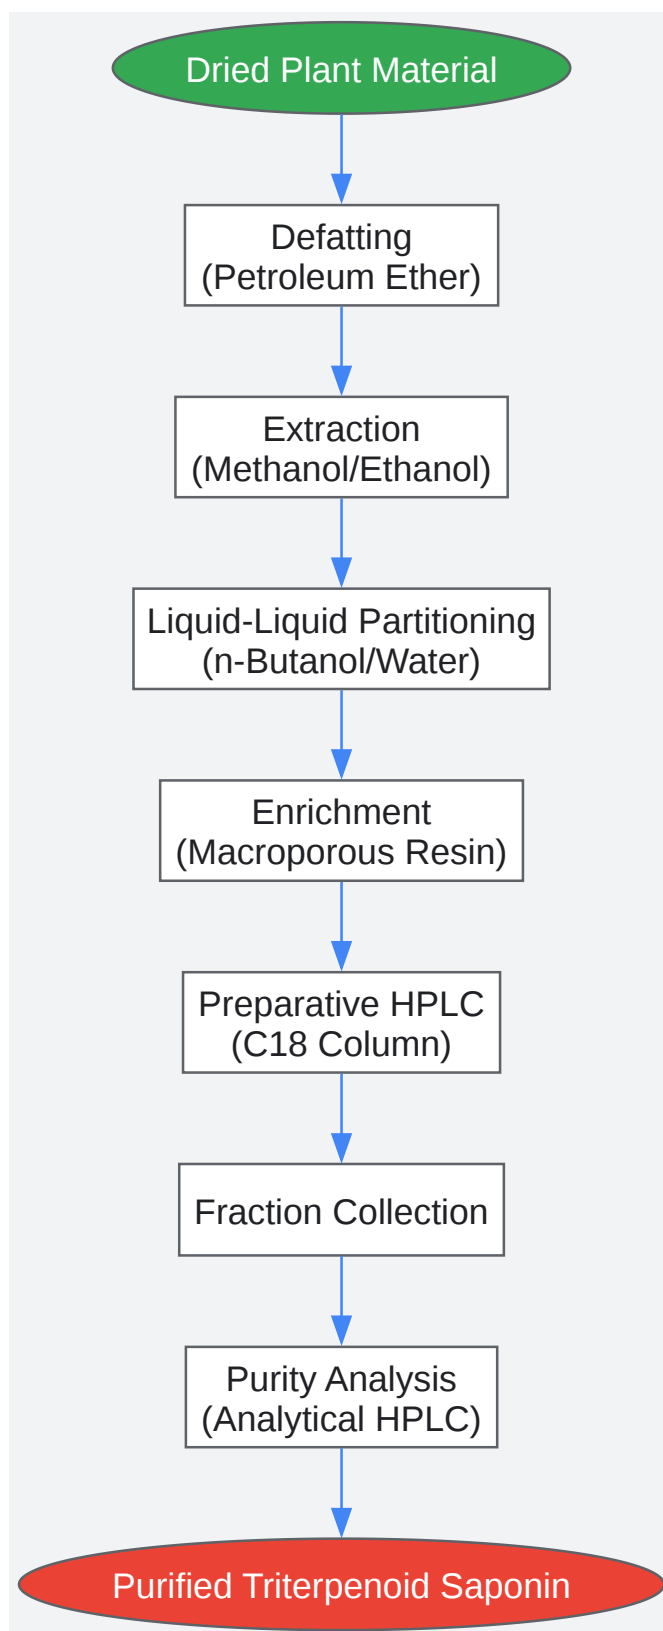 Dried Plant Material
Defatting
(Petroleum Ether)
Extraction
(Methanol/Ethanol)
Liquid-Liquid Partitioning
(n-Butanol/Water)
Enrichment
(Macroporous Resin)
Preparative HPLC
(C18 Column)
Fraction Collection
Purity Analysis
(Analytical HPLC)
Purified Triterpenoid Saponin